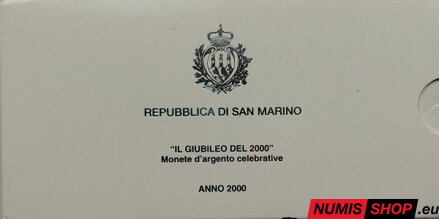 REPUBBLICA DI SAN MARINO
"IL GIUBILEO DEL 2000"
Monete d'argento celebrative
ANNO 2000
NUMIS SHOP.eu